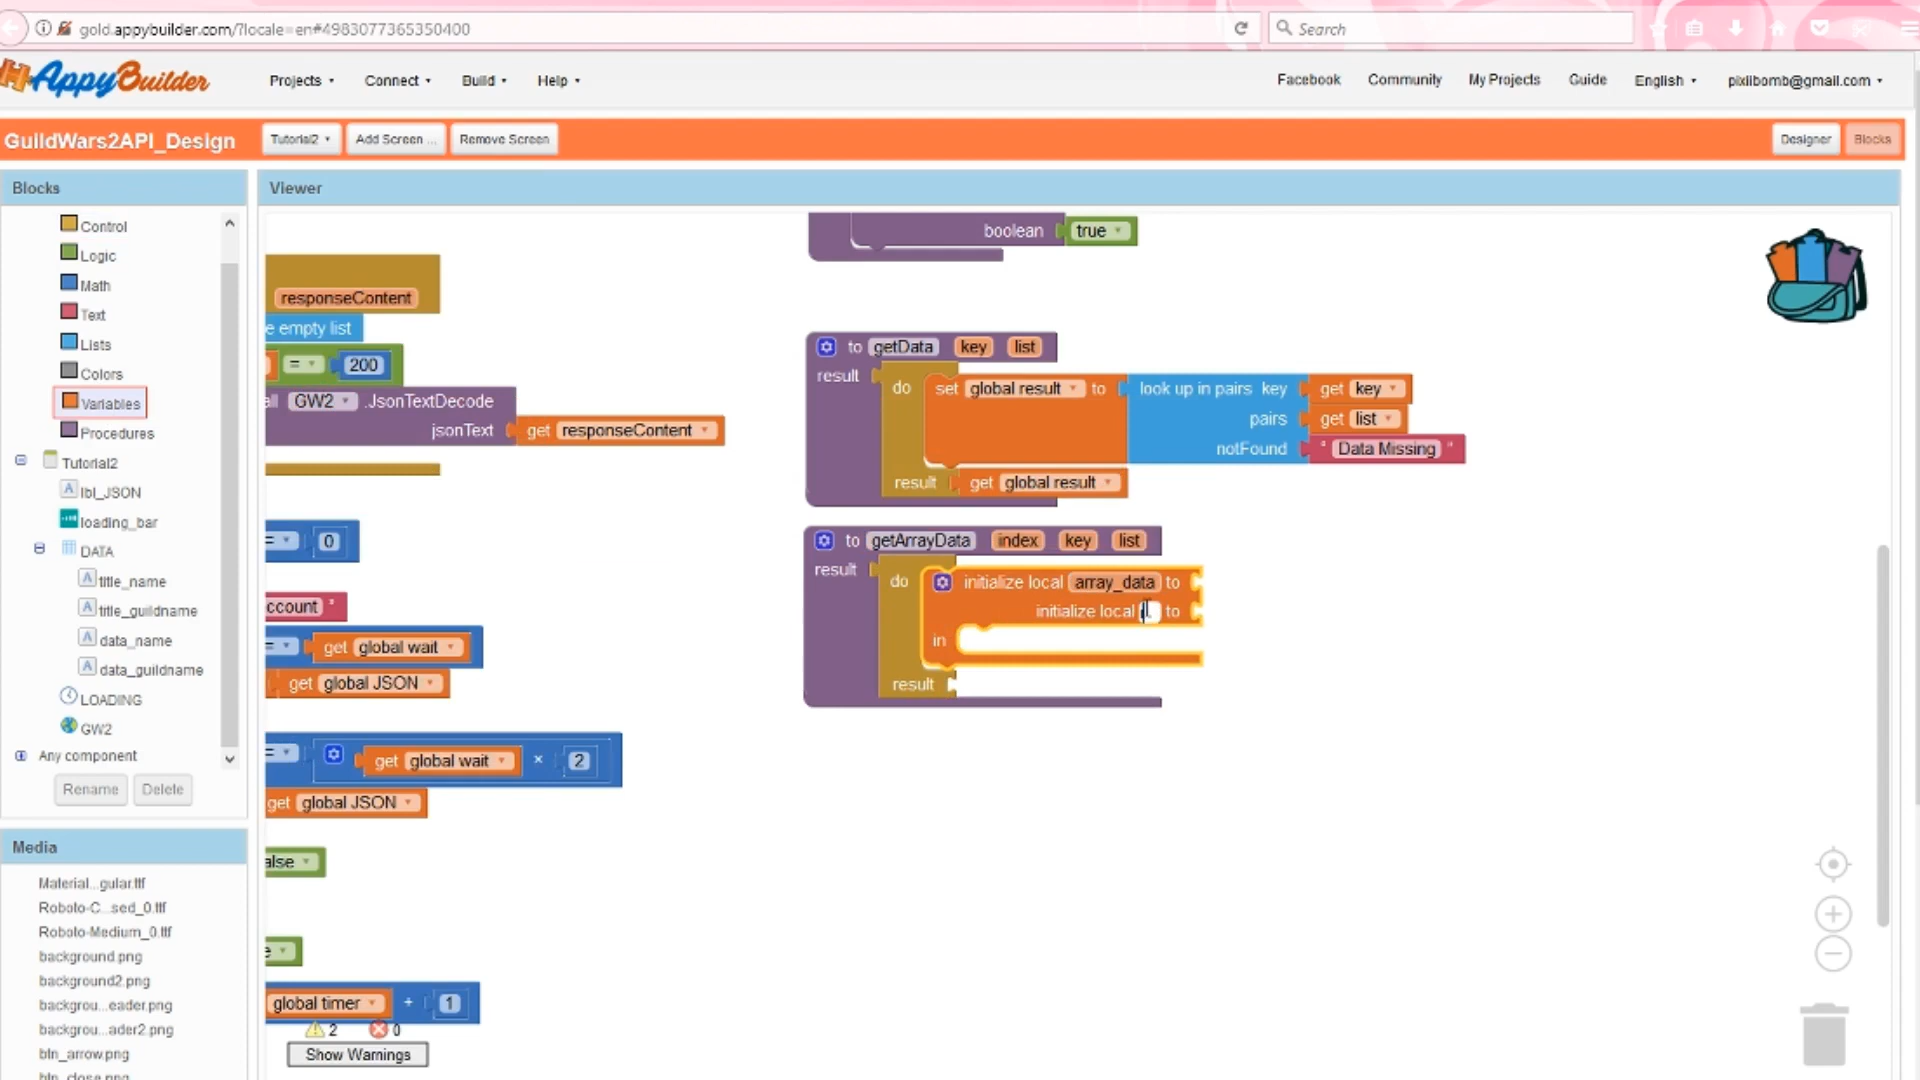 gold.appybuilder.com/?locale=en#4983077365350400
Search
AppyBuilder
Projects
Connect
Build
Help
Facebook
Community
My Projects
Guide
English
pixiibomb@gmail.com
GuildWars2API_Design
Tutorial2
Add Screen ...
Remove Screen
Designer
Blocks
Blocks
Viewer
Control
Logic
Math
Text
Lists
Colors
Variables
Procedures
Tutorial2
lbl_JSON
loading_bar
DATA
title_name
title_guildname
data_name
data_guildname
LOADING
GW2
Any component
Rename
Delete
Media
Material...gular.ttf
Roboto-C...sed_0.ttf
Roboto-Medium_0.ttf
background.png
background2.png
backgrou...eader.png
backgrou...ader2.png
btn_arrow.png
btn_close.png
responseContent
e empty list
= 200
all GW2 .JsonTextDecode
jsonText get responseContent
= 0
ccount "
= get global wait
get global JSON
= get global wait × 2
get global JSON
alse
e
global timer + 1
2 0
Show Warnings
boolean true
to getData key list
result do set global result to look up in pairs key get key
pairs get list
notFound " Data Missing "
result get global result
to getArrayData index key list
result do initialize local array_data to
initialize local to
in
result